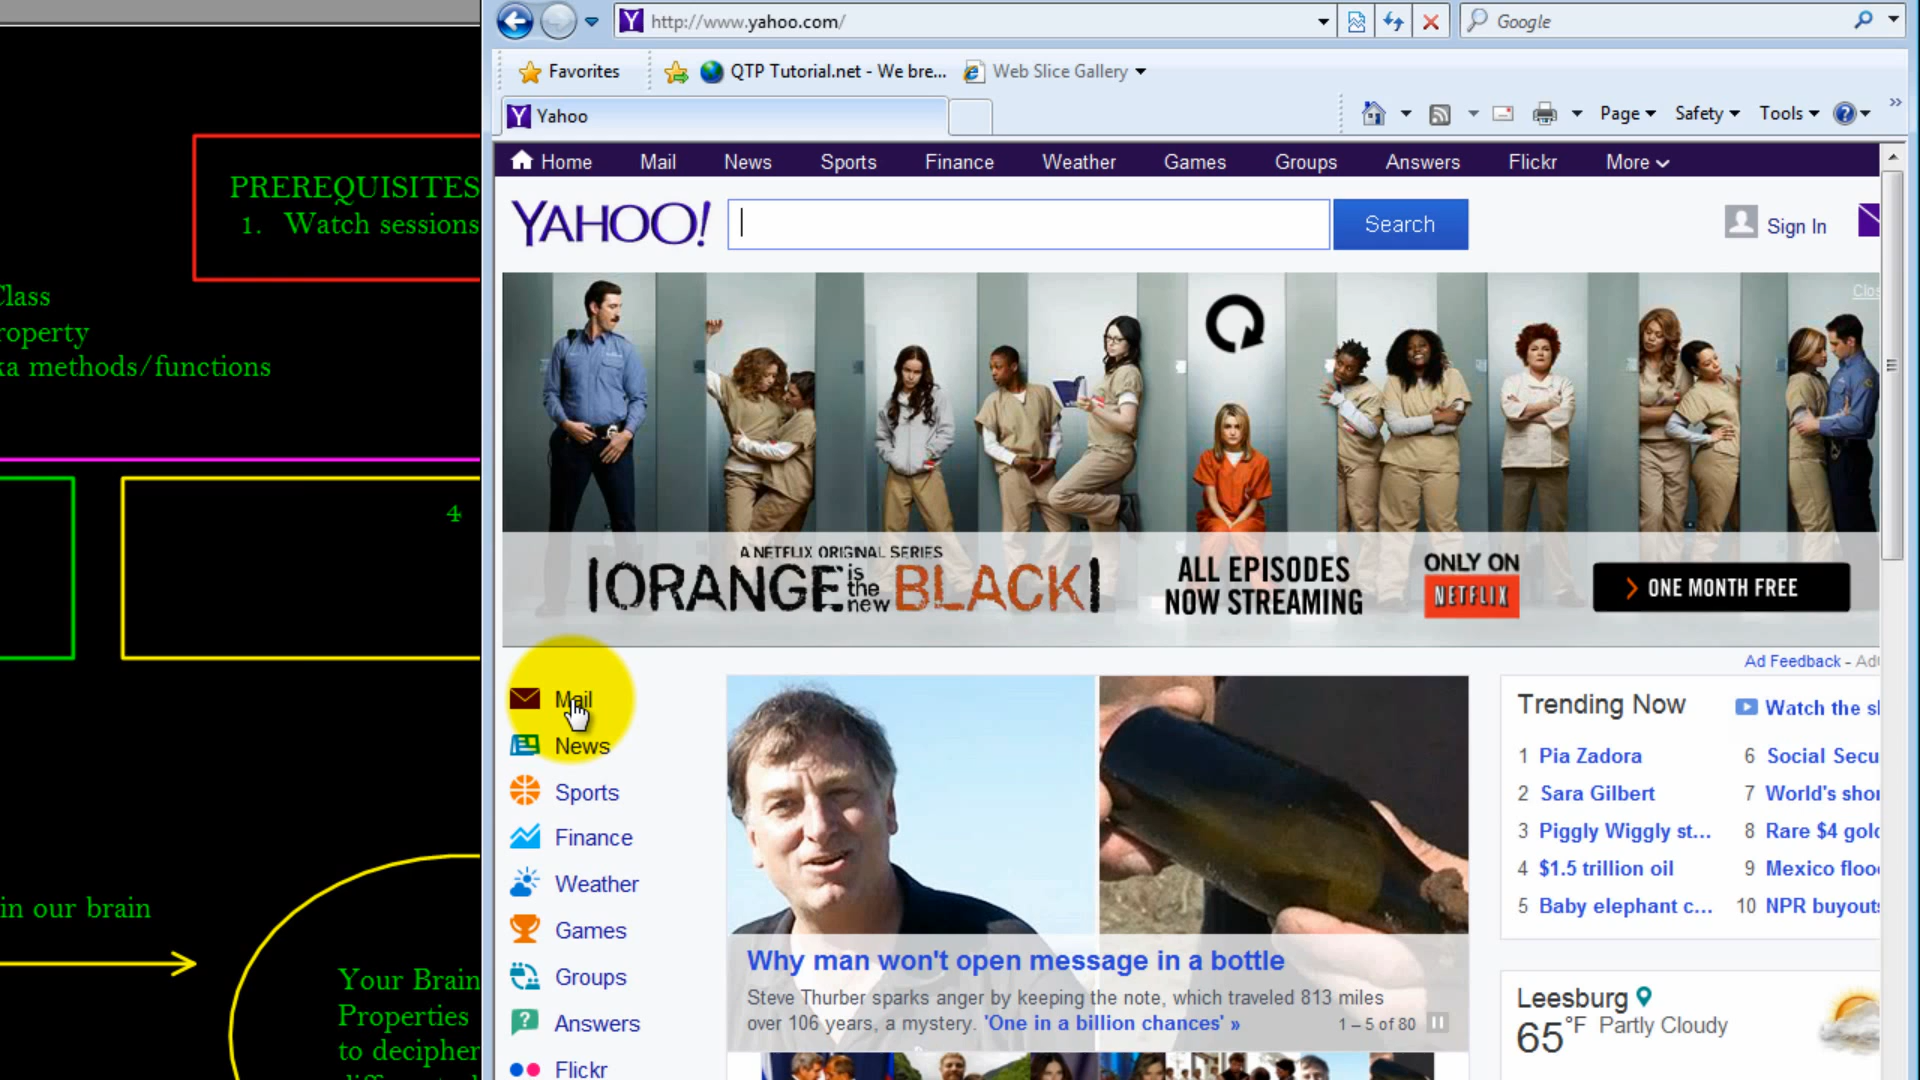 PREREQUISITES
1. Watch sessions
Class
roperty
ka methods/functions
4
in our brain
Your Brain
Properties
to decipher
http://www.yahoo.com/
Google
Favorites
QTP Tutorial.net - We bre...
Web Slice Gallery
Yahoo
Page
Safety
Tools
Home Mail News Sports Finance Weather Games Groups Answers Flickr More
YAHOO!
Search
Sign In
Clos
A NETFLIX ORIGINAL SERIES
ORANGE is the new BLACK
ALL EPISODES
NOW STREAMING
ONLY ON
NETFLIX
ONE MONTH FREE
Ad Feedback - Ad
Mail
News
Sports
Finance
Weather
Games
Groups
Answers
Flickr
Why man won't open message in a bottle
Steve Thurber sparks anger by keeping the note, which traveled 813 miles
over 106 years, a mystery. 'One in a billion chances' »
1 – 5 of 80
Trending Now
Watch the s
1 Pia Zadora
2 Sara Gilbert
3 Piggly Wiggly st...
4 $1.5 trillion oil
5 Baby elephant c...
6 Social Secu
7 World's shor
8 Rare $4 gold
9 Mexico floo
10 NPR buyout
Leesburg
65°F Partly Cloudy